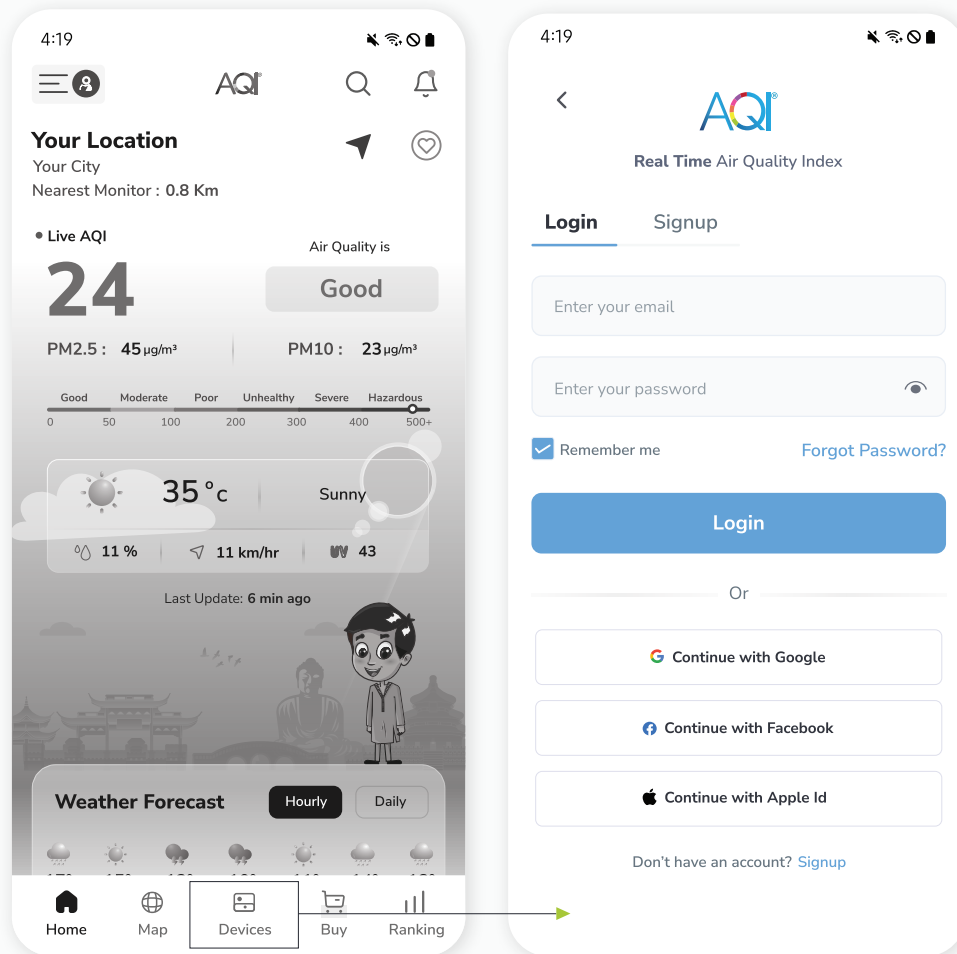 4:19
AQI®
Your Location
Your City
Nearest Monitor : 0.8 Km
Live AQI
24
Air Quality is
Good
PM2.5 : 45 µg/m³
PM10 : 23 µg/m³
Good Moderate Poor Unhealthy Severe Hazardous
0 50 100 200 300 400 500+
35 °c
Sunny
11 %
11 km/hr
UV 43
Last Update: 6 min ago
Weather Forecast
Hourly
Daily
Home
Map
Devices
Buy
Ranking
4:19
AQI®
Real Time Air Quality Index
Login
Signup
Enter your email
Enter your password
Remember me
Forgot Password?
Login
Or
Continue with Google
Continue with Facebook
Continue with Apple Id
Don't have an account? Signup